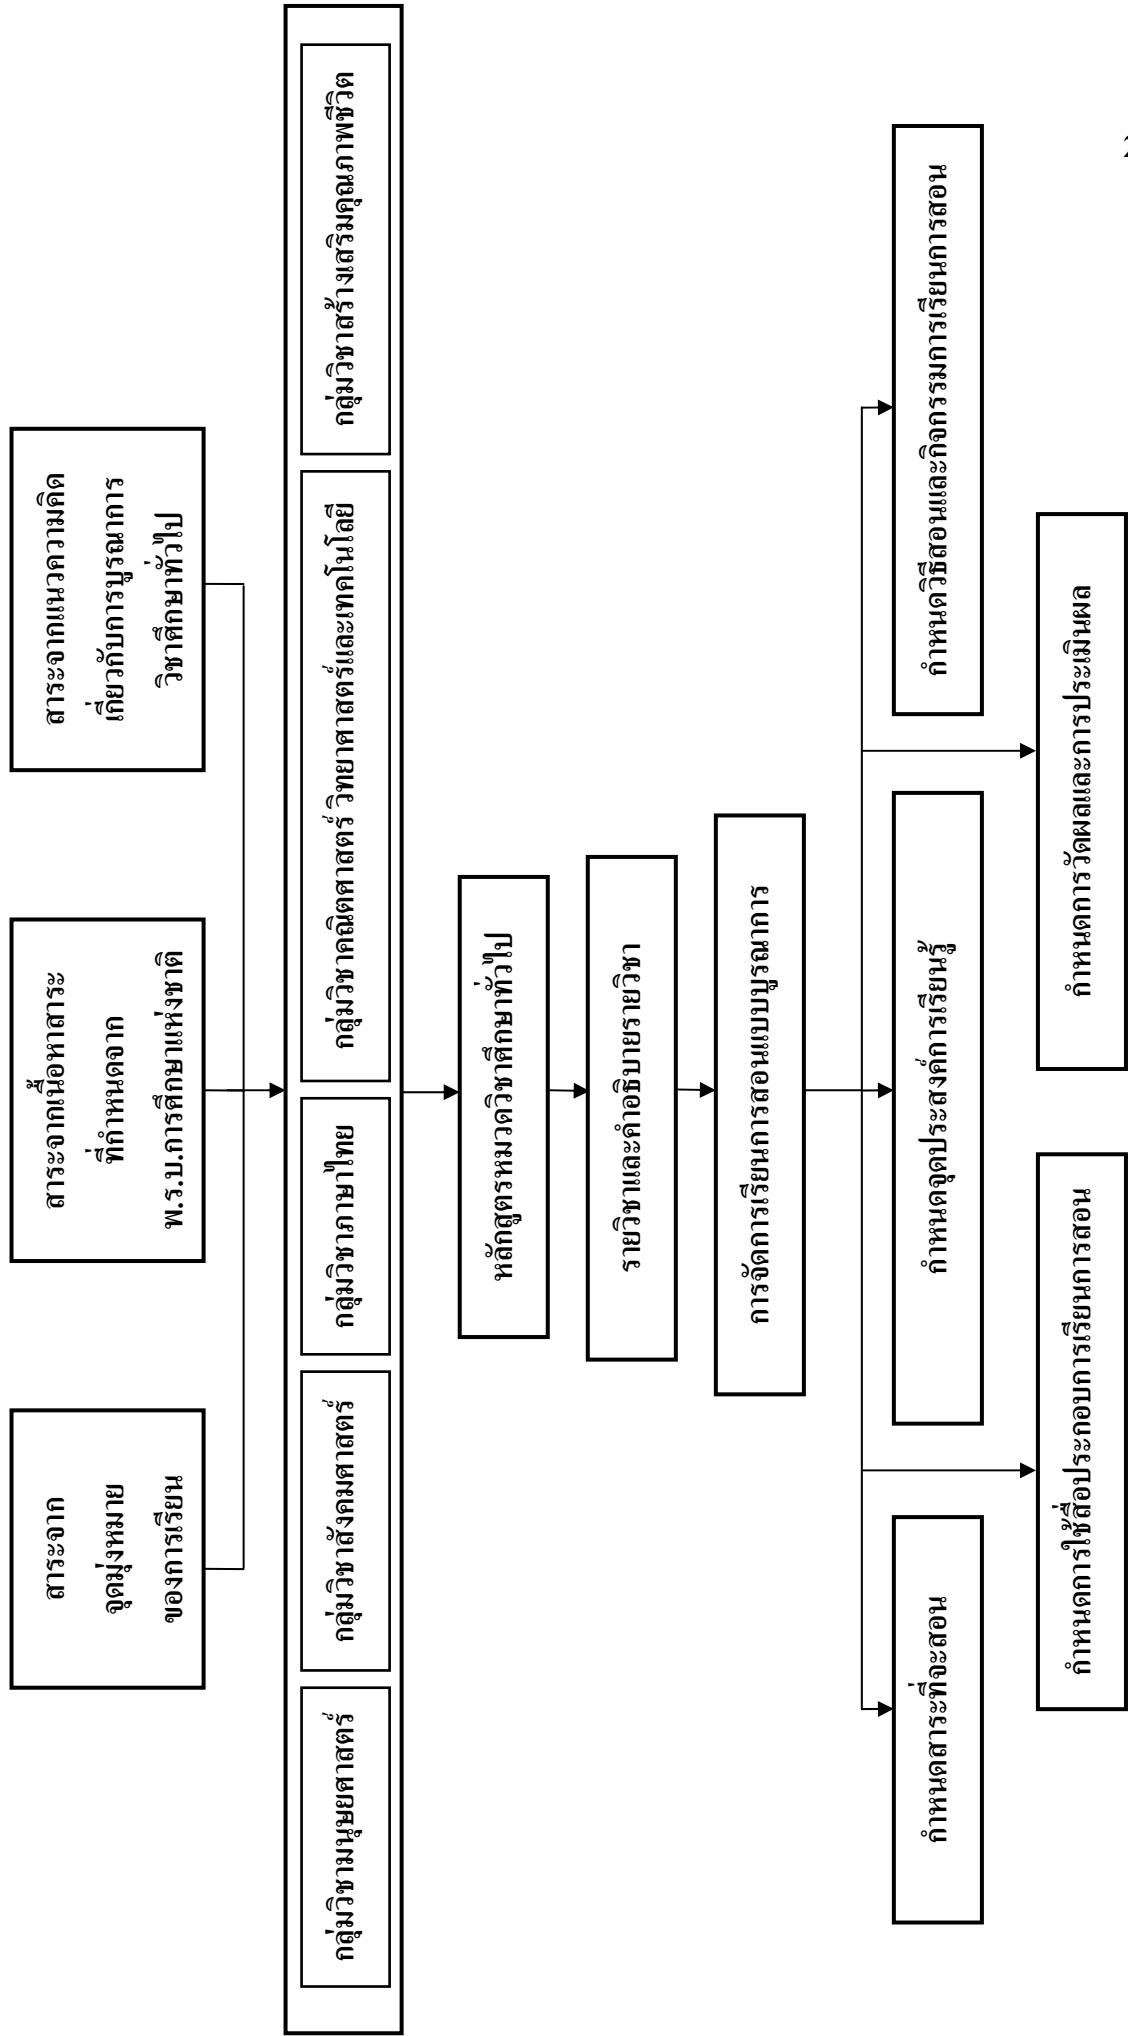 สาระจาก
จุดมุ่งหมาย
ของการเรียน
สาระจากเนื้อหาสาระ
ที่กำหนดจาก
พ.ร.บ.การศึกษาแห่งชาติ
สาระจากแนวความคิด
เกี่ยวกับการบูรณาการ
วิชาศึกษาทั่วไป
กลุ่มวิชามนุษยศาสตร์
กลุ่มวิชาสังคมศาสตร์
กลุ่มวิชาภาษาไทย
กลุ่มวิชาคณิตศาสตร์ วิทยาศาสตร์และเทคโนโลยี
กลุ่มวิชาสร้างเสริมคุณภาพชีวิต
หลักสูตรหมวดวิชาศึกษาทั่วไป
รายวิชาและคำอธิบายรายวิชา
การจัดการเรียนการสอนแบบบูรณาการ
กำหนดสาระที่จะสอน
กำหนดจุดประสงค์การเรียนรู้
กำหนดวิธีสอนและกิจกรรมการเรียนการสอน
กำหนดการใช้สื่อประกอบการเรียนการสอน
กำหนดการวัดผลและการประเมินผล